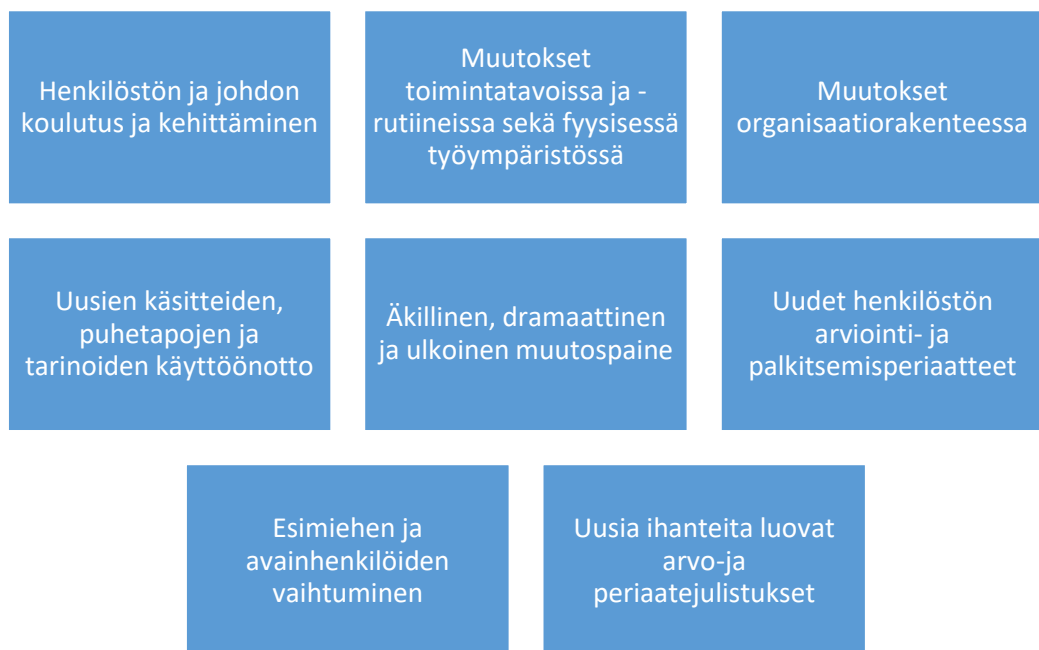 Henkilöstön ja johdon
koulutus ja kehittäminen
Muutokset
toimintatavoissa ja -
rutiineissa sekä fyysisessä
työympäristössä
Muutokset
organisaatiorakenteessa
Uusien käsitteiden,
puhetapojen ja
tarinoiden käyttöönotto
Äkillinen, dramaattinen
ja ulkoinen muutospaine
Uudet henkilöstön
arviointi- ja
palkitsemisperiaatteet
Esimiehen ja
avainhenkilöiden
vaihtuminen
Uusia ihanteita luovat
arvo-ja
periaatejulistukset